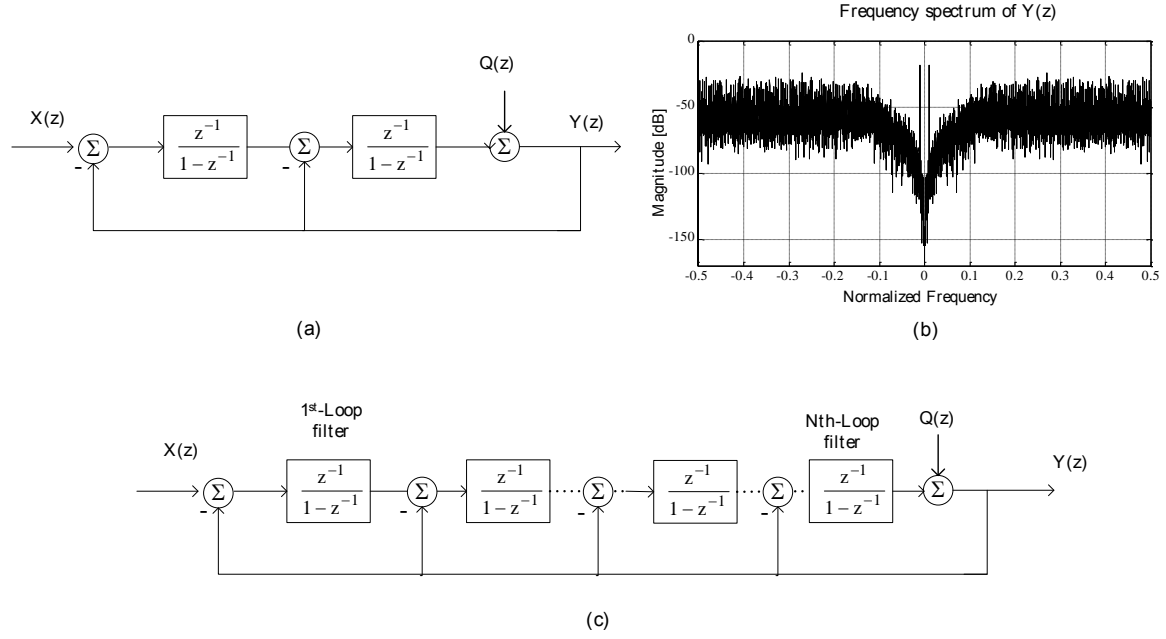 X(z)
Σ
-
z⁻¹
1 − z⁻¹
Σ
-
z⁻¹
1 − z⁻¹
Q(z)
Σ
Y(z)
(a)
Frequency spectrum of Y(z)
Magnitude [dB]
0
-50
-100
-150
-0.5 -0.4 -0.3 -0.2 -0.1 0 0.1 0.2 0.3 0.4 0.5
Normalized Frequency
(b)
X(z)
Σ
-
1st-Loop
filter
z⁻¹
1 − z⁻¹
Σ
-
z⁻¹
1 − z⁻¹
Σ
-
z⁻¹
1 − z⁻¹
Σ
-
Nth-Loop
filter
z⁻¹
1 − z⁻¹
Q(z)
Σ
Y(z)
(c)